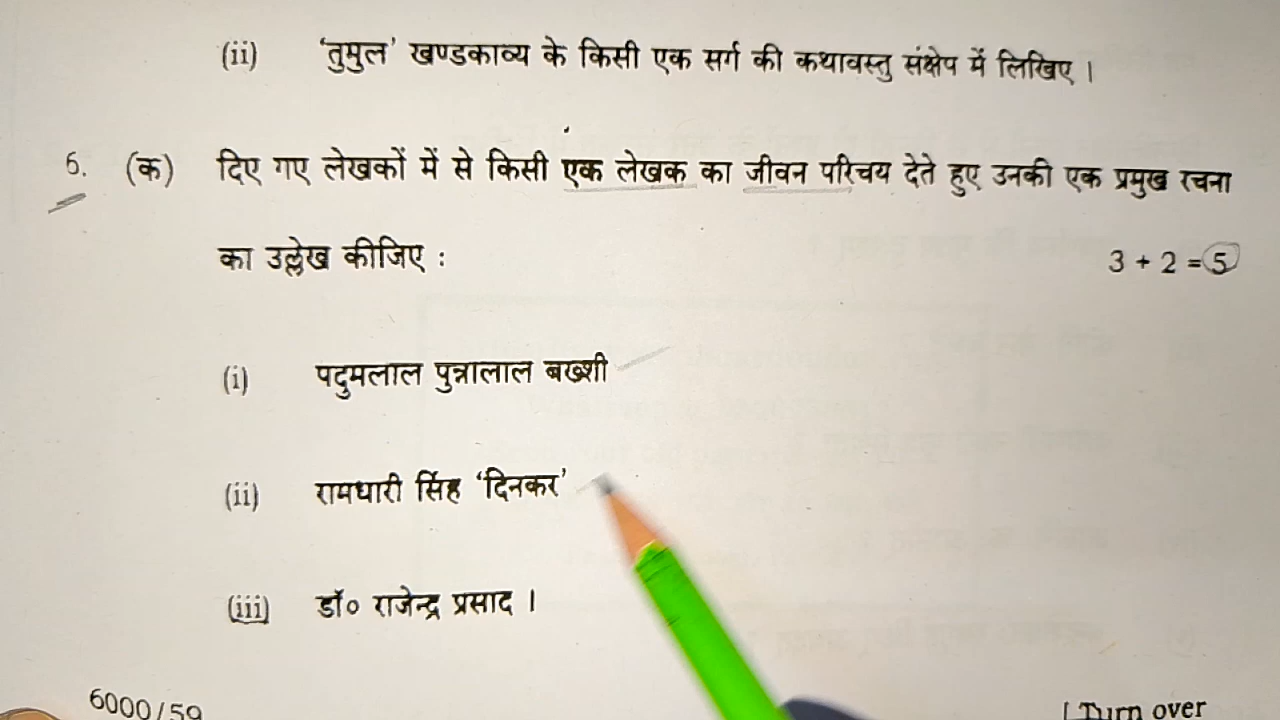 (ii) 'तुमुल' खण्डकाव्य के किसी एक सर्ग की कथावस्तु संक्षेप में लिखिए ।
6. (क) दिए गए लेखकों में से किसी एक लेखक का जीवन परिचय देते हुए उनकी एक प्रमुख रचना
का उल्लेख कीजिए : 3 + 2 = 5
(i) पदुमलाल पुन्नालाल बख्शी
(ii) रामधारी सिंह 'दिनकर'
(iii) डॉ० राजेन्द्र प्रसाद ।
6000/59 [ Turn over